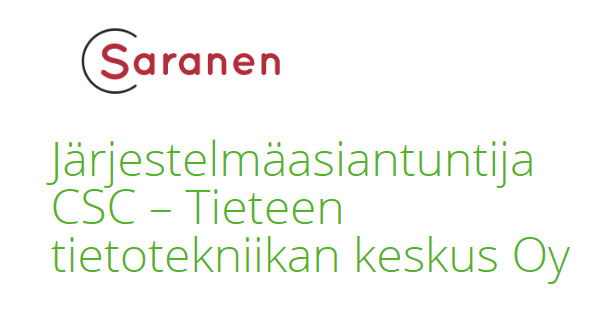 Saranen
Järjestelmäasiantuntija
CSC – Tieteen
tietotekniikan keskus Oy